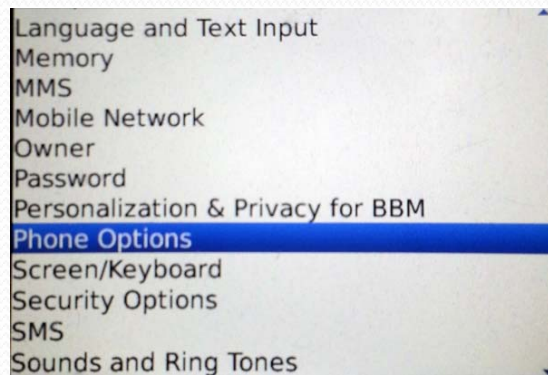 Language and Text Input
Memory
MMS
Mobile Network
Owner
Password
Personalization & Privacy for BBM
Phone Options
Screen/Keyboard
Security Options
SMS
Sounds and Ring Tones